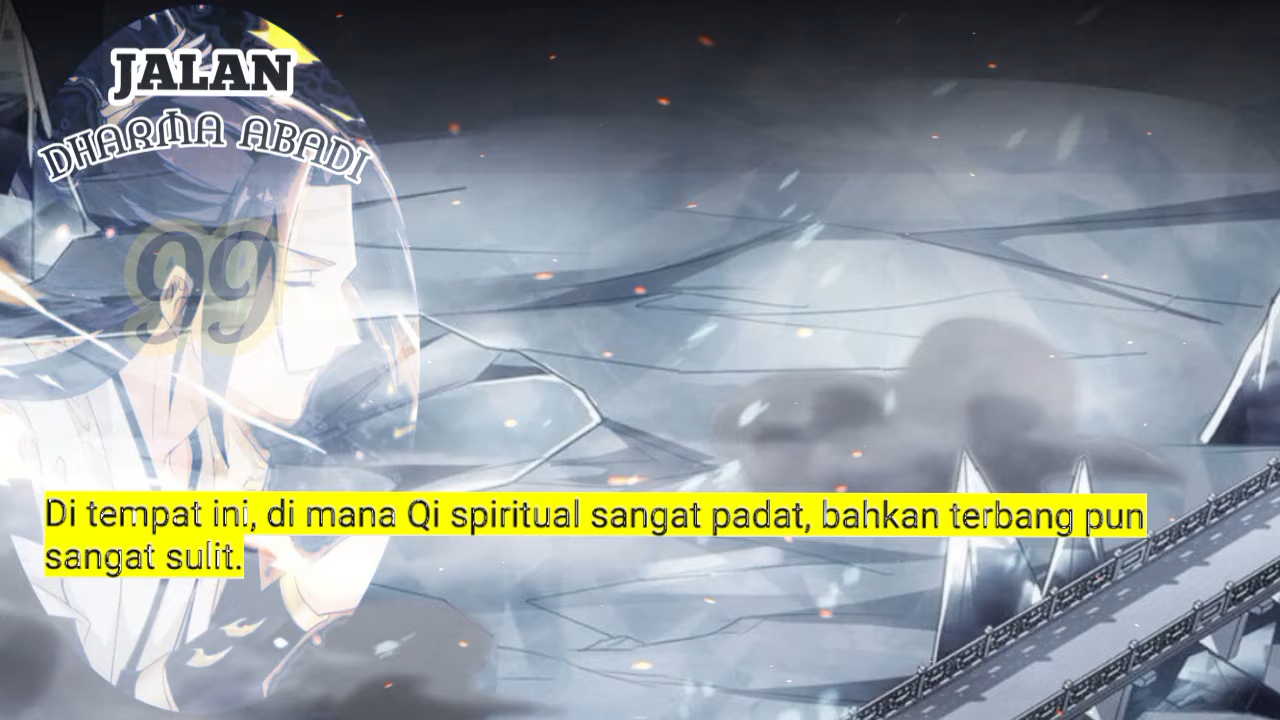 JALAN
DHARMA ABADI
99
Di tempat ini, di mana Qi spiritual sangat padat, bahkan terbang pun
sangat sulit.